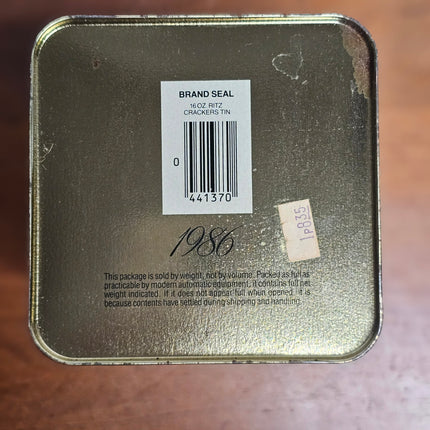 BRAND SEAL
16 OZ. RITZ
CRACKERS TIN
0
441370
1986
1p835
This package is sold by weight, not by volume. Packed as full as
practicable by modern automatic equipment, it contains full net
weight indicated. If it does not appear full when opened, it is
because contents have settled during shipping and handling.